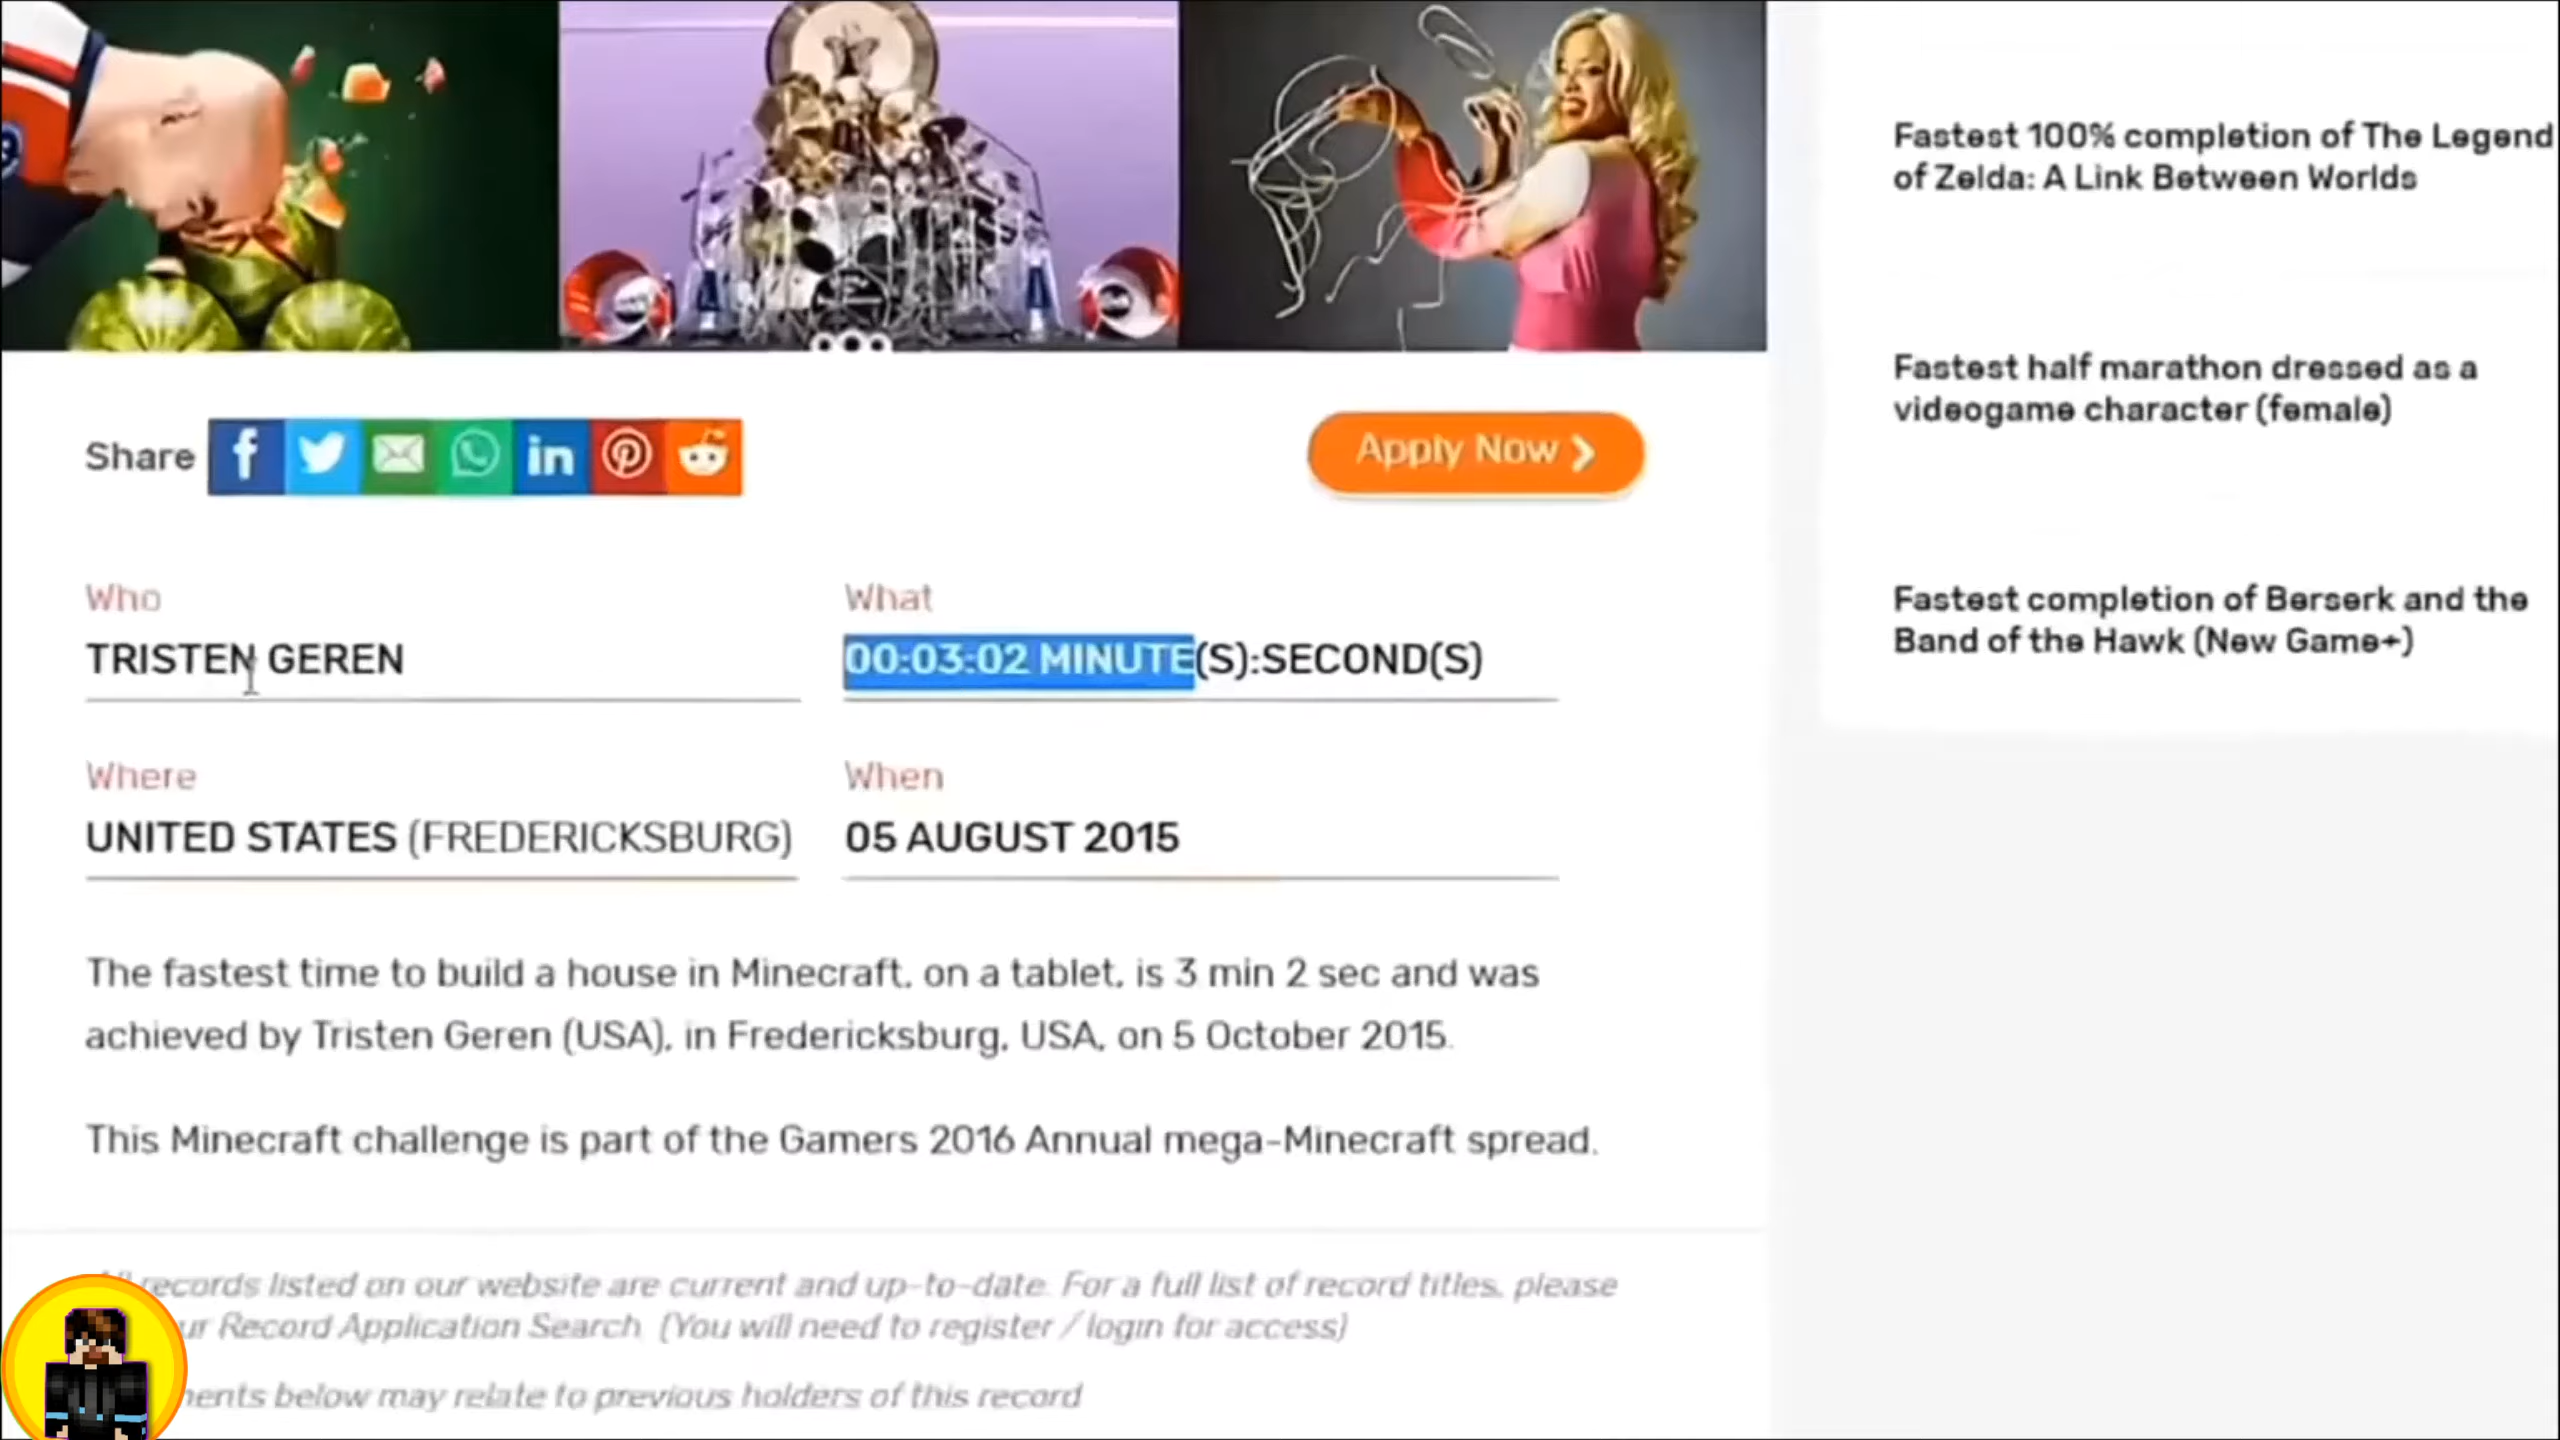 Share
Apply Now
Who
TRISTEN GEREN
What
00:03:02 MINUTE(S):SECOND(S)
Where
UNITED STATES (FREDERICKSBURG)
When
05 AUGUST 2015
The fastest time to build a house in Minecraft, on a tablet, is 3 min 2 sec and was
achieved by Tristen Geren (USA), in Fredericksburg, USA, on 5 October 2015.
This Minecraft challenge is part of the Gamers 2016 Annual mega-Minecraft spread.
records listed on our website are current and up-to-date. For a full list of record titles, please
Record Application Search. (You will need to register / login for access)
below may relate to previous holders of this record
Fastest 100% completion of The Legend
of Zelda: A Link Between Worlds
Fastest half marathon dressed as a
videogame character (female)
Fastest completion of Berserk and the
Band of the Hawk (New Game+)